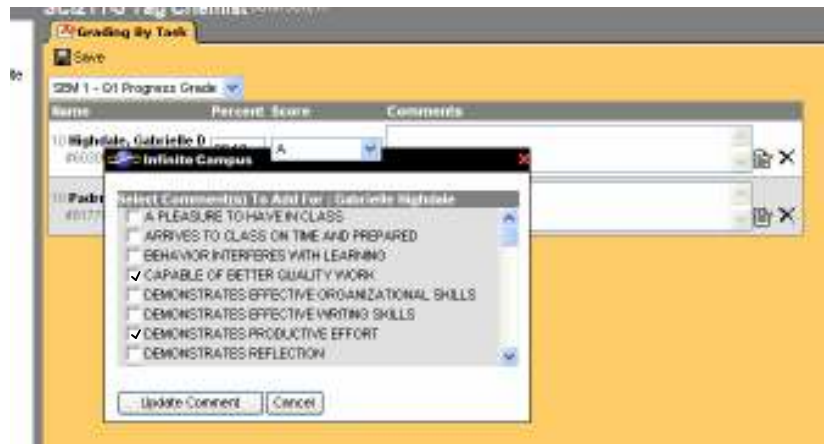 Grading By Task
Save
SEM 1 - Q1 Progress Grade
Name Percent Score Comments
10 Highdale, Gabrielle D A
Infinite Campus
Select Comment(s) To Add For : Gabrielle Highdale
A PLEASURE TO HAVE IN CLASS
ARRIVES TO CLASS ON TIME AND PREPARED
BEHAVIOR INTERFERES WITH LEARNING
CAPABLE OF BETTER QUALITY WORK
DEMONSTRATES EFFECTIVE ORGANIZATIONAL SKILLS
DEMONSTRATES EFFECTIVE WRITING SKILLS
DEMONSTRATES PRODUCTIVE EFFORT
DEMONSTRATES REFLECTION
Update Comment Cancel